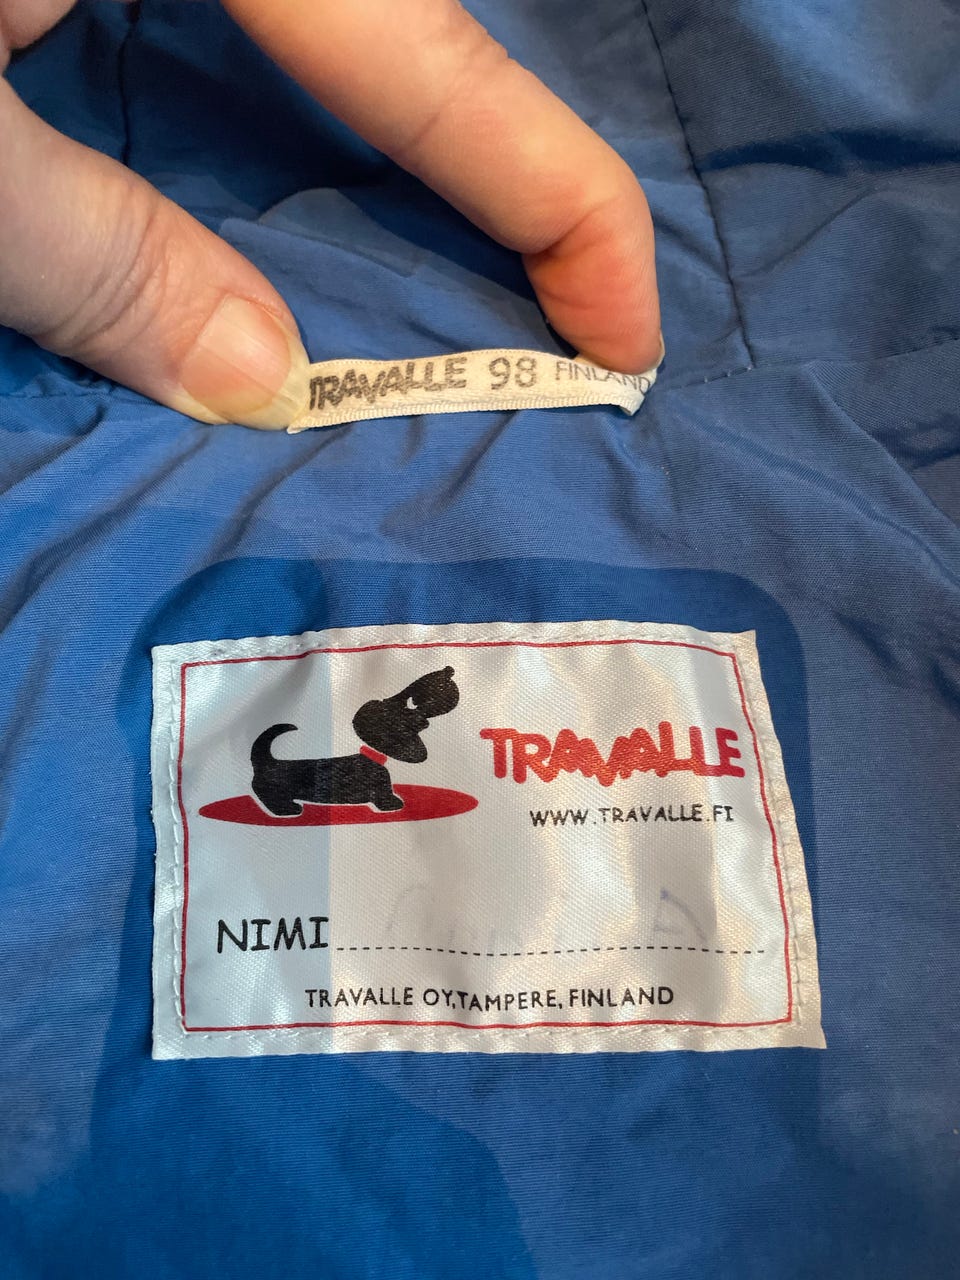 TRAVALLE 98 FINLAND
TRAVALLE
WWW.TRAVALLE.FI
NIMI
TRAVALLE OY,TAMPERE, FINLAND